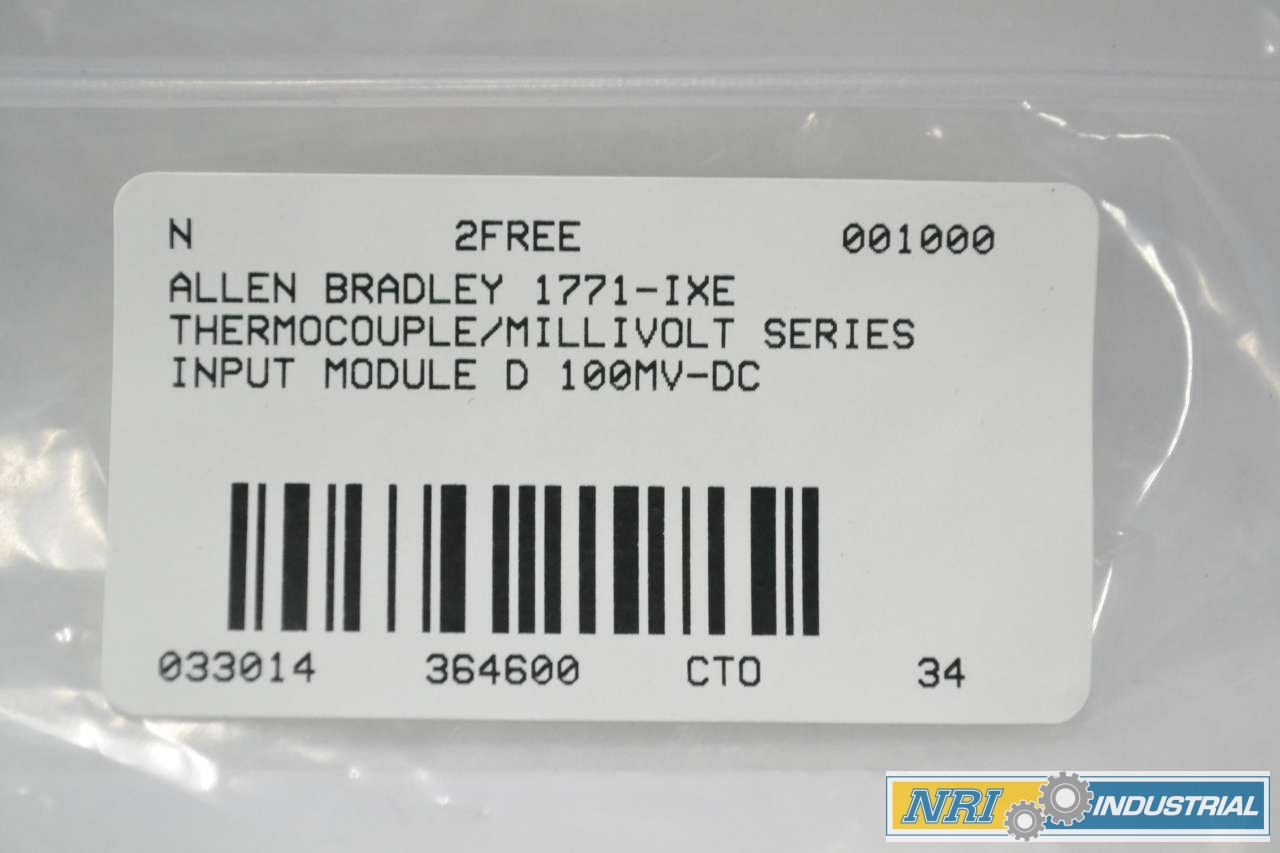 N 2FREE 001000
ALLEN BRADLEY 1771-IXE
THERMOCOUPLE/MILLIVOLT SERIES
INPUT MODULE D 100MV-DC
033014 364600 CTO 34
NRI INDUSTRIAL